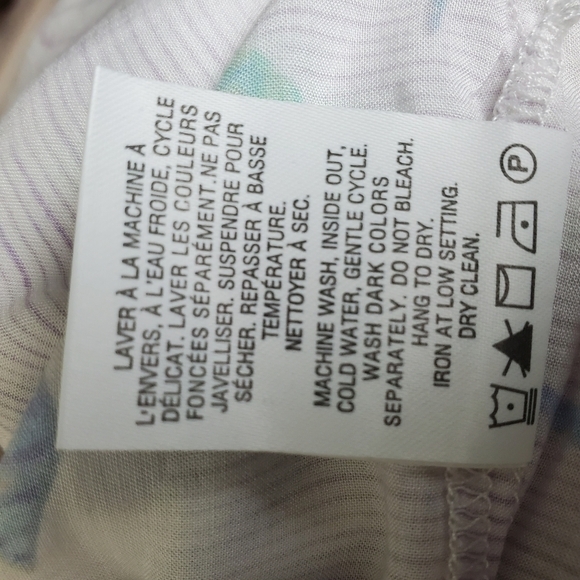 LAVER À LA MACHINE À
L'ENVERS, À L'EAU FROIDE, CYCLE
DÉLICAT. LAVER LES COULEURS
FONCÉES SÉPARÉMENT.NE PAS
JAVELLISER. SUSPENDRE POUR
SÉCHER, REPASSER À BASSE
TEMPÉRATURE.
NETTOYER À SEC.
MACHINE WASH, INSIDE OUT,
COLD WATER, GENTLE CYCLE.
WASH DARK COLORS
SEPARATELY. DO NOT BLEACH.
HANG TO DRY.
IRON AT LOW SETTING.
DRY CLEAN.
P